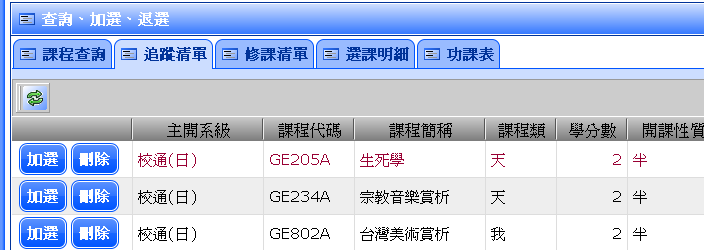 查詢、加選、退選
課程查詢 追蹤清單 修課清單 選課明細 功課表
主開系級 課程代碼 課程簡稱 課程類 學分數 開課性質
加選 刪除 校通(日) GE205A 生死學 天 2 半
加選 刪除 校通(日) GE234A 宗教音樂賞析 天 2 半
加選 刪除 校通(日) GE802A 台灣美術賞析 我 2 半